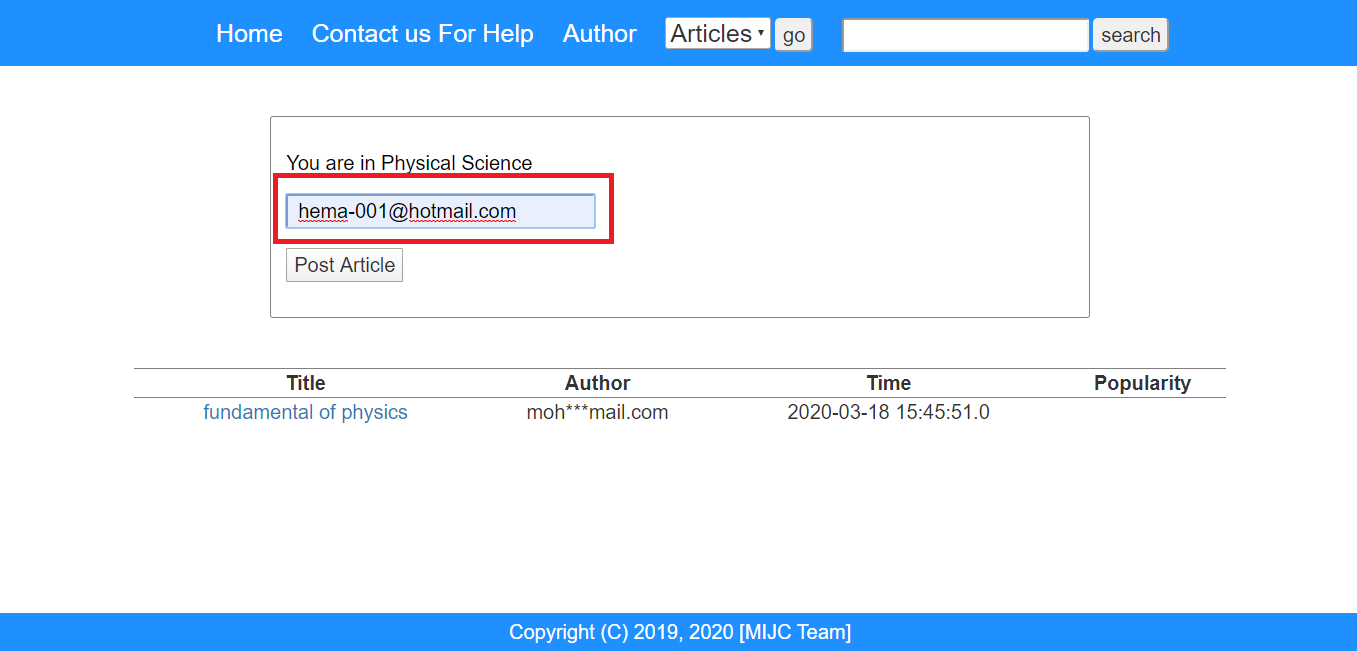 Home Contact us For Help Author Articles go search
You are in Physical Science
hema-001@hotmail.com
Post Article
Title Author Time Popularity
fundamental of physics moh***mail.com 2020-03-18 15:45:51.0
Copyright (C) 2019, 2020 [MIJC Team]